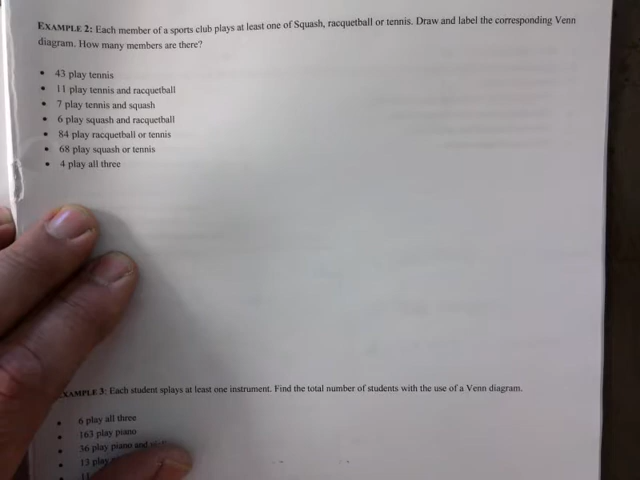 EXAMPLE 2: Each member of a sports club plays at least one of Squash, racquetball or tennis. Draw and label the corresponding Venn
diagram. How many members are there?
• 43 play tennis
• 11 play tennis and racquetball
• 7 play tennis and squash
• 6 play squash and racquetball
• 84 play racquetball or tennis
• 68 play squash or tennis
• 4 play all three
EXAMPLE 3: Each student splays at least one instrument. Find the total number of students with the use of a Venn diagram.
• 6 play all three
• 163 play piano
• 36 play piano and
• 13 play
• 11